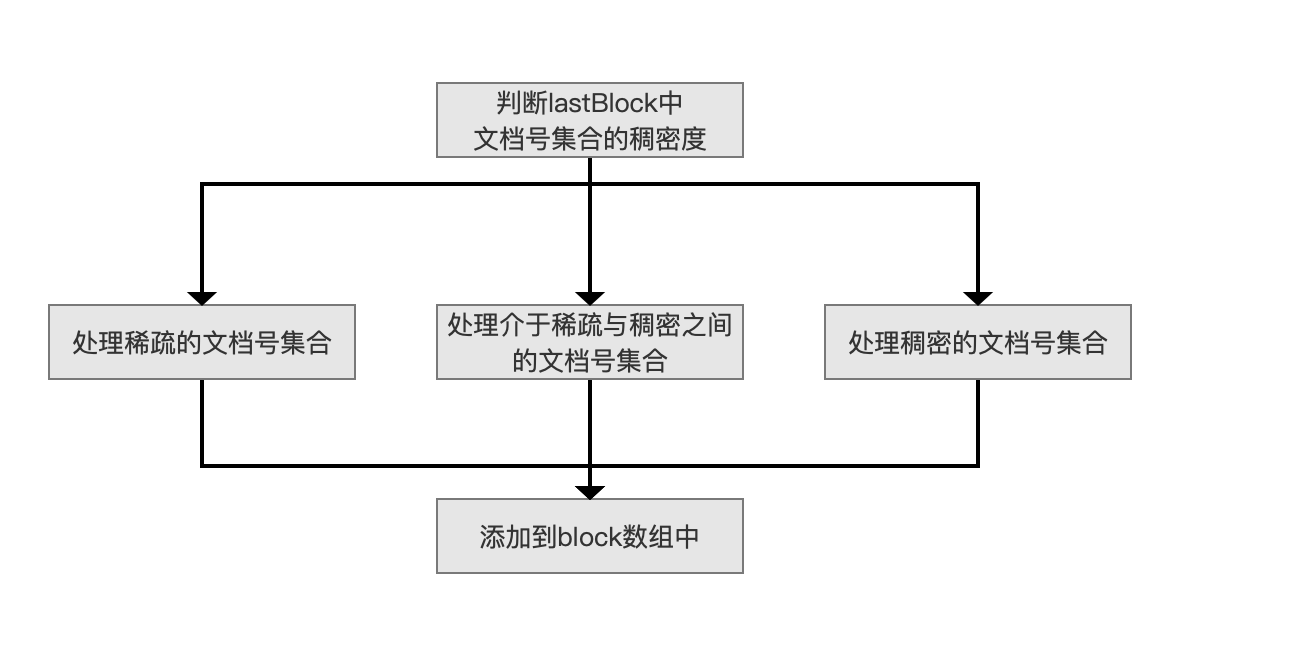 判断lastBlock中
文档号集合的稠密度
处理稀疏的文档号集合
处理介于稀疏与稠密之间
的文档号集合
处理稠密的文档号集合
添加到block数组中